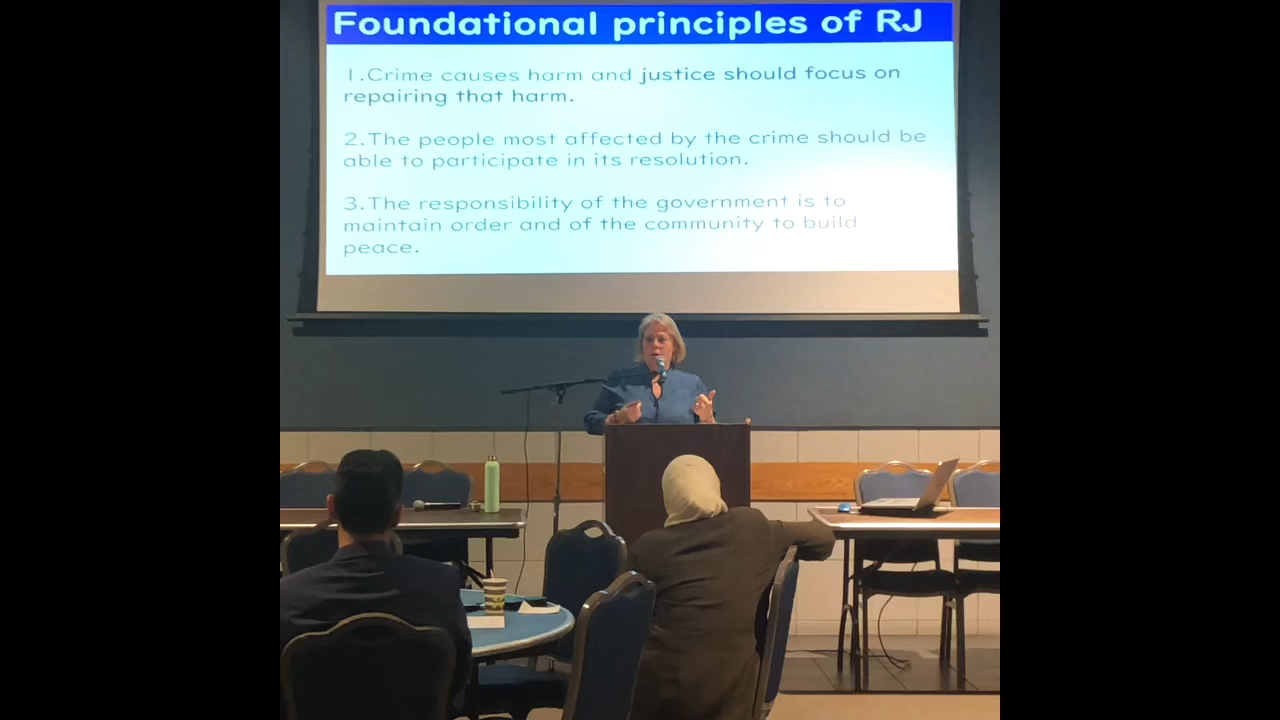 Foundational principles of RJ
1.Crime causes harm and justice should focus on
repairing that harm.
2.The people most affected by the crime should be
able to participate in its resolution.
3.The responsibility of the government is to
maintain order and of the community to build
peace.